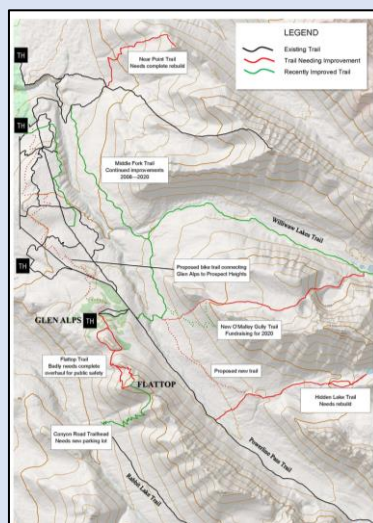 LEGEND
Existing Trail
Trail Needing Improvement
Recently Improved Trail
TH
Near Point Trail
Needs complete rebuild
TH
Middle Fork Trail
Continued improvements
2008—2020
Williwaw Lakes Trail
TH
Proposed bike trail connecting
Glen Alps to Prospect Heights
GLEN ALPS
TH
New O'Malley Gully Trail
Fundraising for 2020
Flattop Trail
Badly needs complete
overhaul for public safety
Proposed new trail
FLATTOP
Hidden Lake Trail
Needs rebuild
Canyon Road Trailhead
Needs new parking lot
Powerline Pass Trail
Rabbit Lake Trail